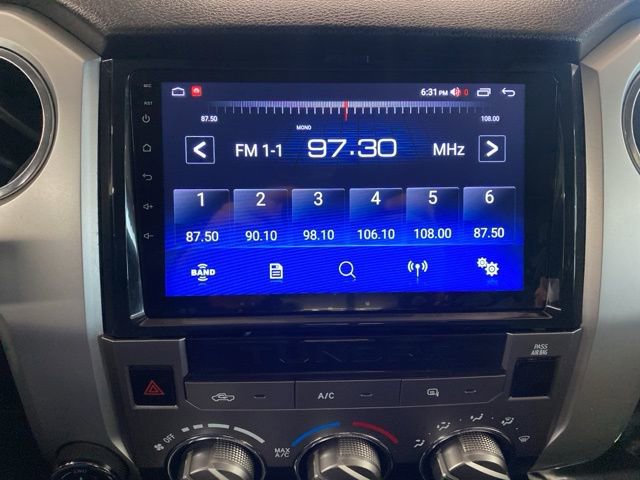 MIC
6:31 PM 0
RST
87.50 108.00
MONO
< FM 1-1 97.30 MHz >
1 2 3 4 5 6
87.50 90.10 98.10 106.10 108.00 87.50
BAND
TUNDRA
PASS
AIR BAG
A/C
OFF
MAX
A/C